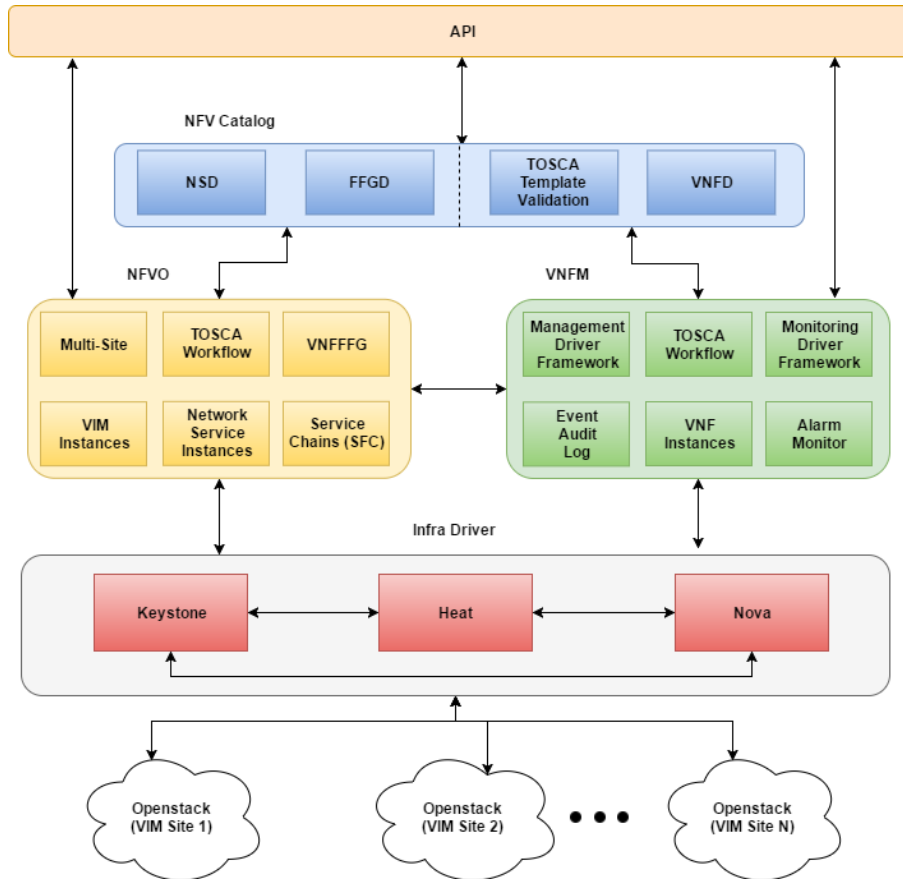 API
NFV Catalog
NSD
FFGD
TOSCA
Template
Validation
VNFD
NFVO
VNFM
Multi-Site
TOSCA
Workflow
VNFFFG
VIM
Instances
Network
Service
Instances
Service
Chains (SFC)
Management
Driver
Framework
TOSCA
Workflow
Monitoring
Driver
Framework
Event
Audit
Log
VNF
Instances
Alarm
Monitor
Infra Driver
Keystone
Heat
Nova
Openstack
(VIM Site 1)
Openstack
(VIM Site 2)
Openstack
(VIM Site N)